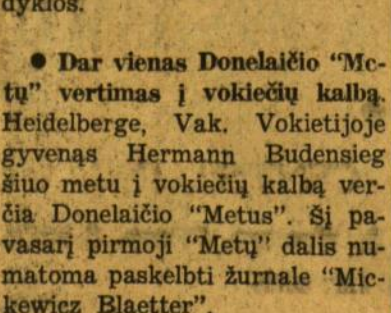 dyklos.
● Dar vienas Donelaičio “Me-
tų” vertimas į vokiečių kalbą.
Heidelberge, Vak. Vokietijoje
gyvenąs Hermann Budensieg
šiuo metu į vokiečių kalbą ver-
čia Donelaičio “Metus”. Šį pa-
vasarį pirmoji “Metų” dalis nu-
matoma paskelbti žurnale “Mic-
kewicz Blaetter”.